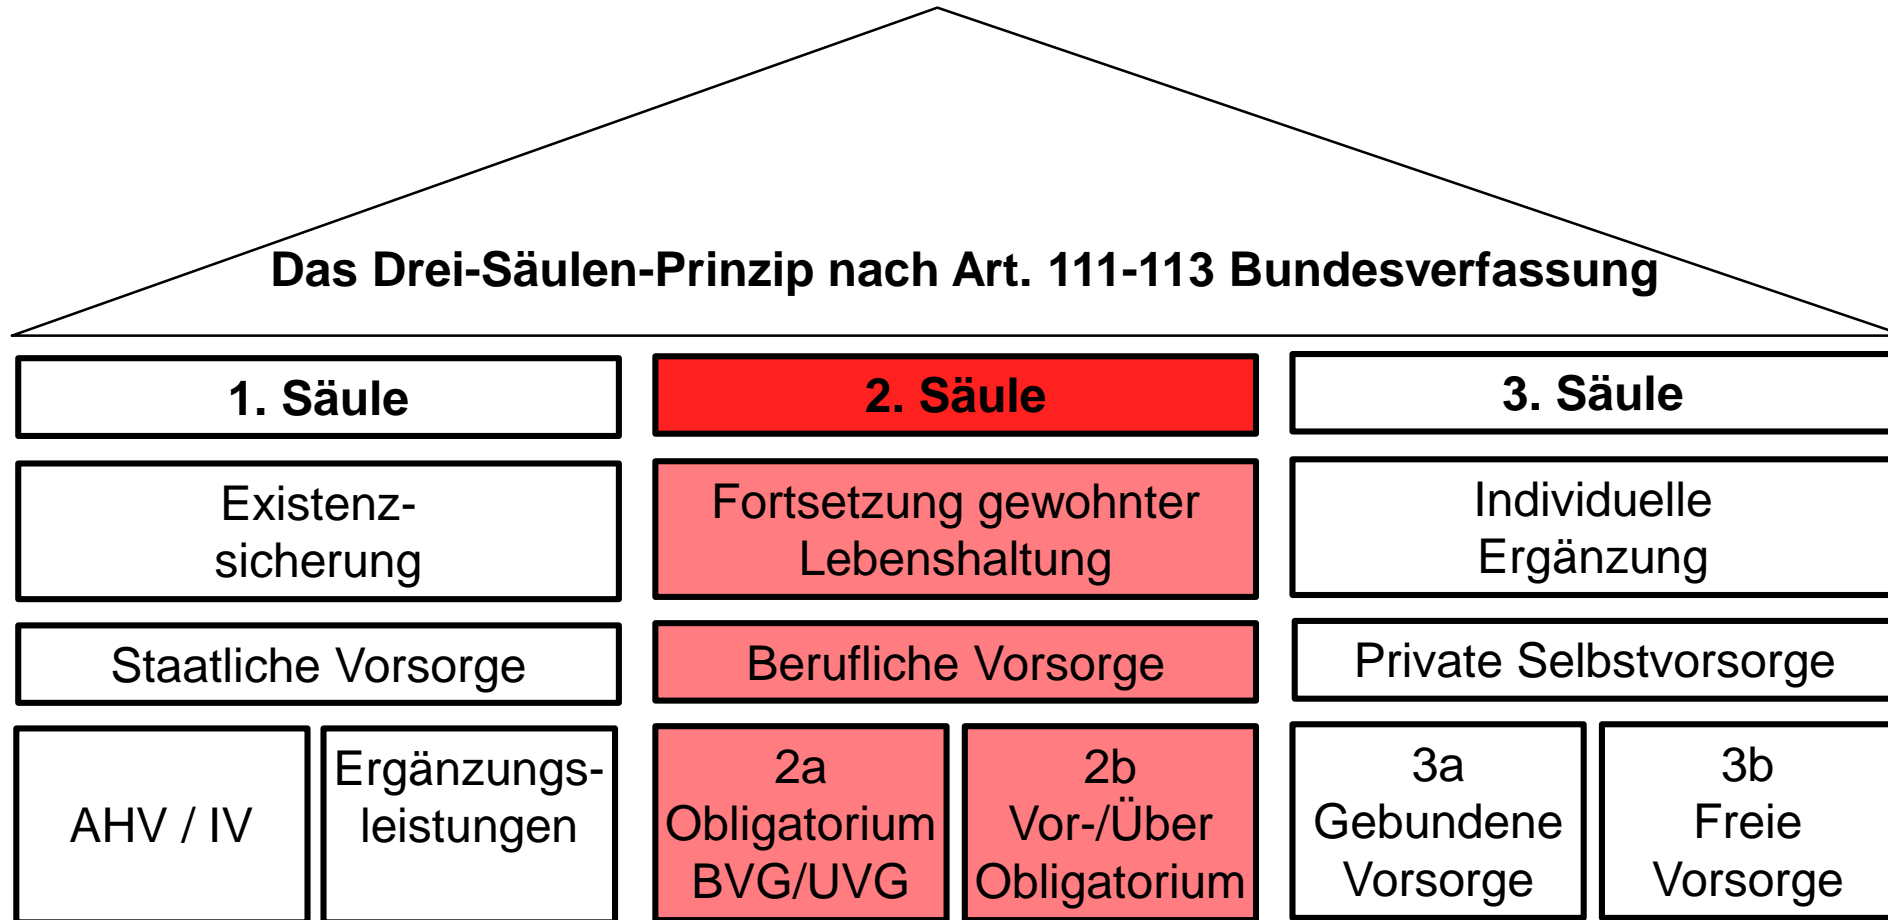 Das Drei-Säulen-Prinzip nach Art. 111-113 Bundesverfassung
1. Säule
2. Säule
3. Säule
Existenz-
sicherung
Fortsetzung gewohnter
Lebenshaltung
Individuelle
Ergänzung
Staatliche Vorsorge
Berufliche Vorsorge
Private Selbstvorsorge
AHV / IV
Ergänzungs-
leistungen
2a
Obligatorium
BVG/UVG
2b
Vor-/Über
Obligatorium
3a
Gebundene
Vorsorge
3b
Freie
Vorsorge